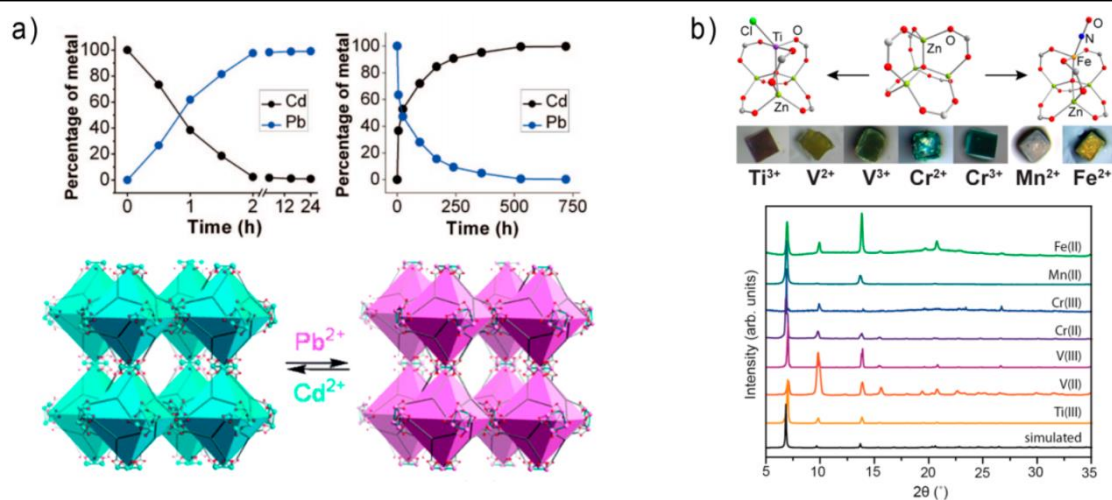 a)
Percentage of metal
100
80
60
40
20
0
Cd
Pb
0 1 2 12 24
Time (h)
Percentage of metal
100
80
60
40
20
0
Cd
Pb
0 250 500 750
Time (h)
Pb2+
Cd2+
b)
Cl
Ti
O
Zn
Zn
O
O
N
Fe
Zn
Ti3+ V2+ V3+ Cr2+ Cr3+ Mn2+ Fe2+
Intensity (arb. units)
Fe(II)
Mn(II)
Cr(III)
Cr(II)
V(III)
V(II)
Ti(III)
simulated
5 10 15 20 25 30 35
2θ (°)